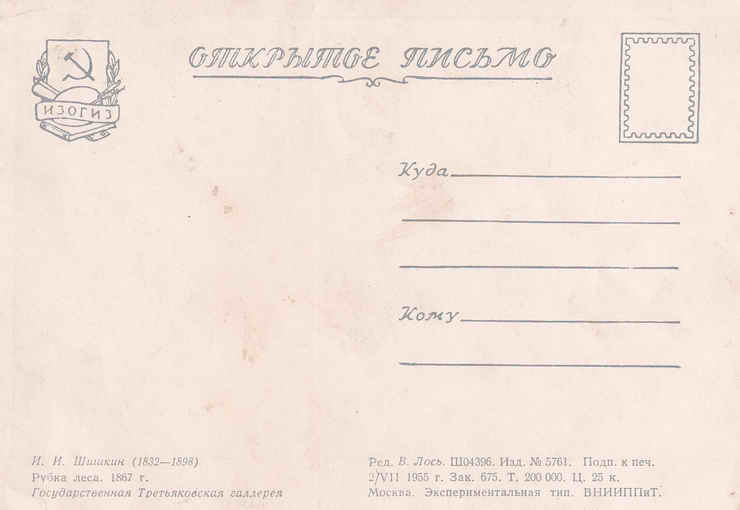 ИЗОГИЗ
ОТКРЫТОЕ ПИСЬМО
Куда
Кому
И. И. Шишкин (1832—1898)
Рубка леса. 1867 г.
Государственная Третьяковская галлерея
Ред. В. Лось. Ш04396. Изд. № 5761. Подп. к печ.
2/VII 1955 г. Зак. 675. Т. 200 000. Ц. 25 к.
Москва. Экспериментальная тип. ВНИИППиТ.